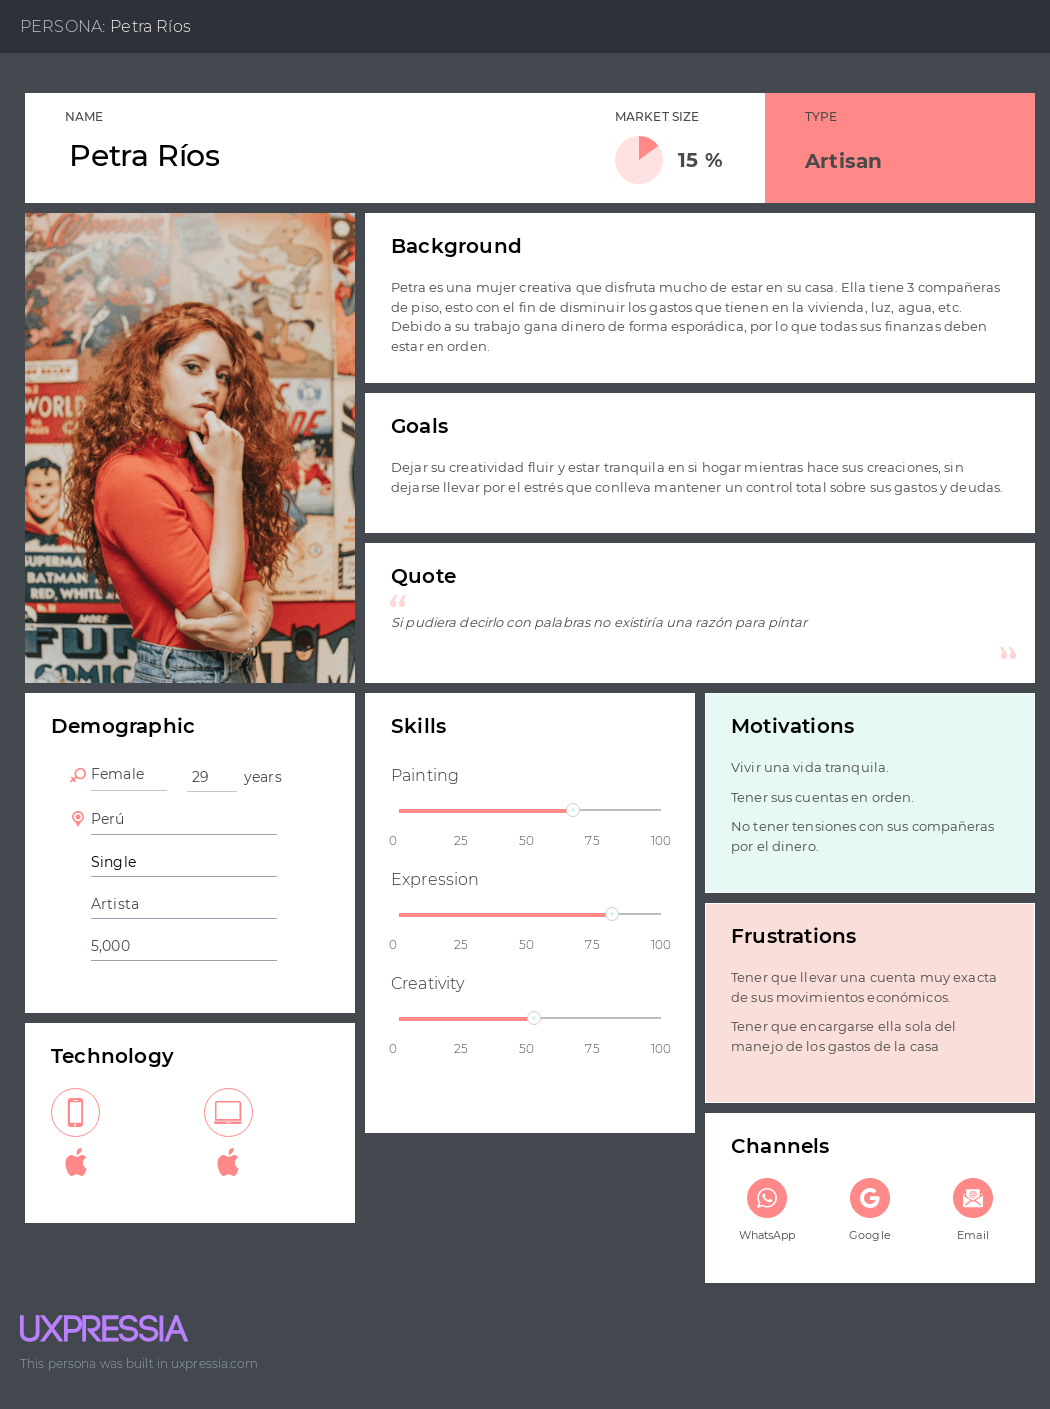 PERSONA: Petra Ríos
NAME
Petra Ríos
MARKET SIZE
15 %
TYPE
Artisan
WORLD
SUPERMAN
BATMAN
RED, WHITE
MORE
FUN
COMIC
Background
Petra es una mujer creativa que disfruta mucho de estar en su casa. Ella tiene 3 compañeras
de piso, esto con el fin de disminuir los gastos que tienen en la vivienda, luz, agua, etc.
Debido a su trabajo gana dinero de forma esporádica, por lo que todas sus finanzas deben
estar en orden.
Goals
Dejar su creatividad fluir y estar tranquila en si hogar mientras hace sus creaciones, sin
dejarse llevar por el estrés que conlleva mantener un control total sobre sus gastos y deudas.
Quote
“
Si pudiera decirlo con palabras no existiría una razón para pintar
”
Demographic
Female 29 years
Perú
Single
Artista
5,000
Technology
Skills
Painting
0 25 50 75 100
Expression
0 25 50 75 100
Creativity
0 25 50 75 100
Motivations
Vivir una vida tranquila.
Tener sus cuentas en orden.
No tener tensiones con sus compañeras
por el dinero.
Frustrations
Tener que llevar una cuenta muy exacta
de sus movimientos económicos.
Tener que encargarse ella sola del
manejo de los gastos de la casa
Channels
WhatsApp Google Email
UXPRESSIA
This persona was built in uxpressia.com